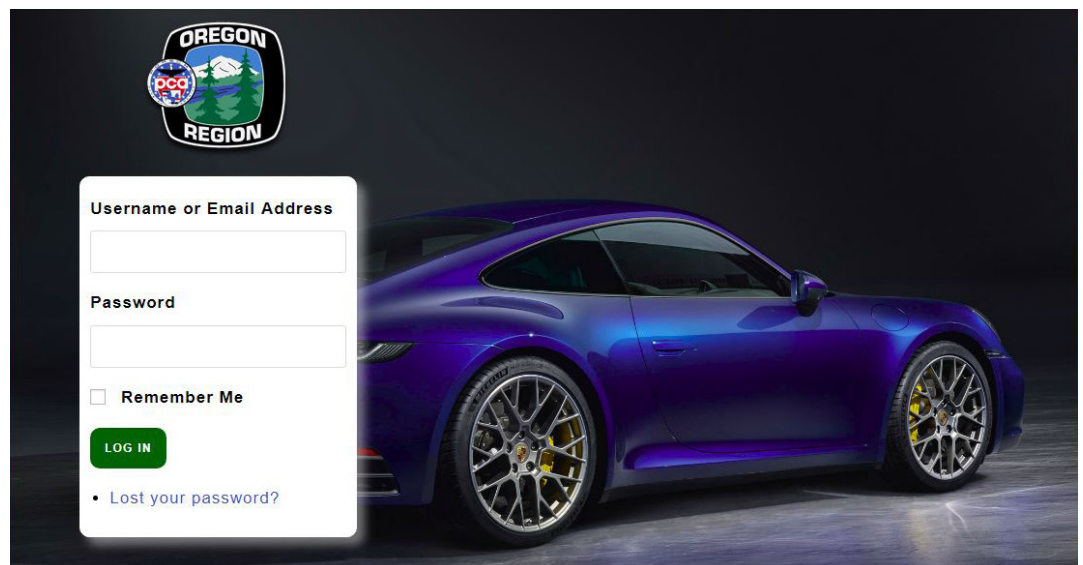 OREGON
pca
REGION
Username or Email Address
Password
Remember Me
LOG IN
Lost your password?